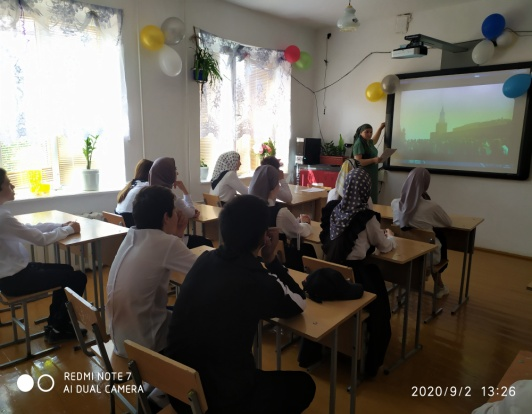 REDMI NOTE 7
AI DUAL CAMERA
2020/9/2 13:26